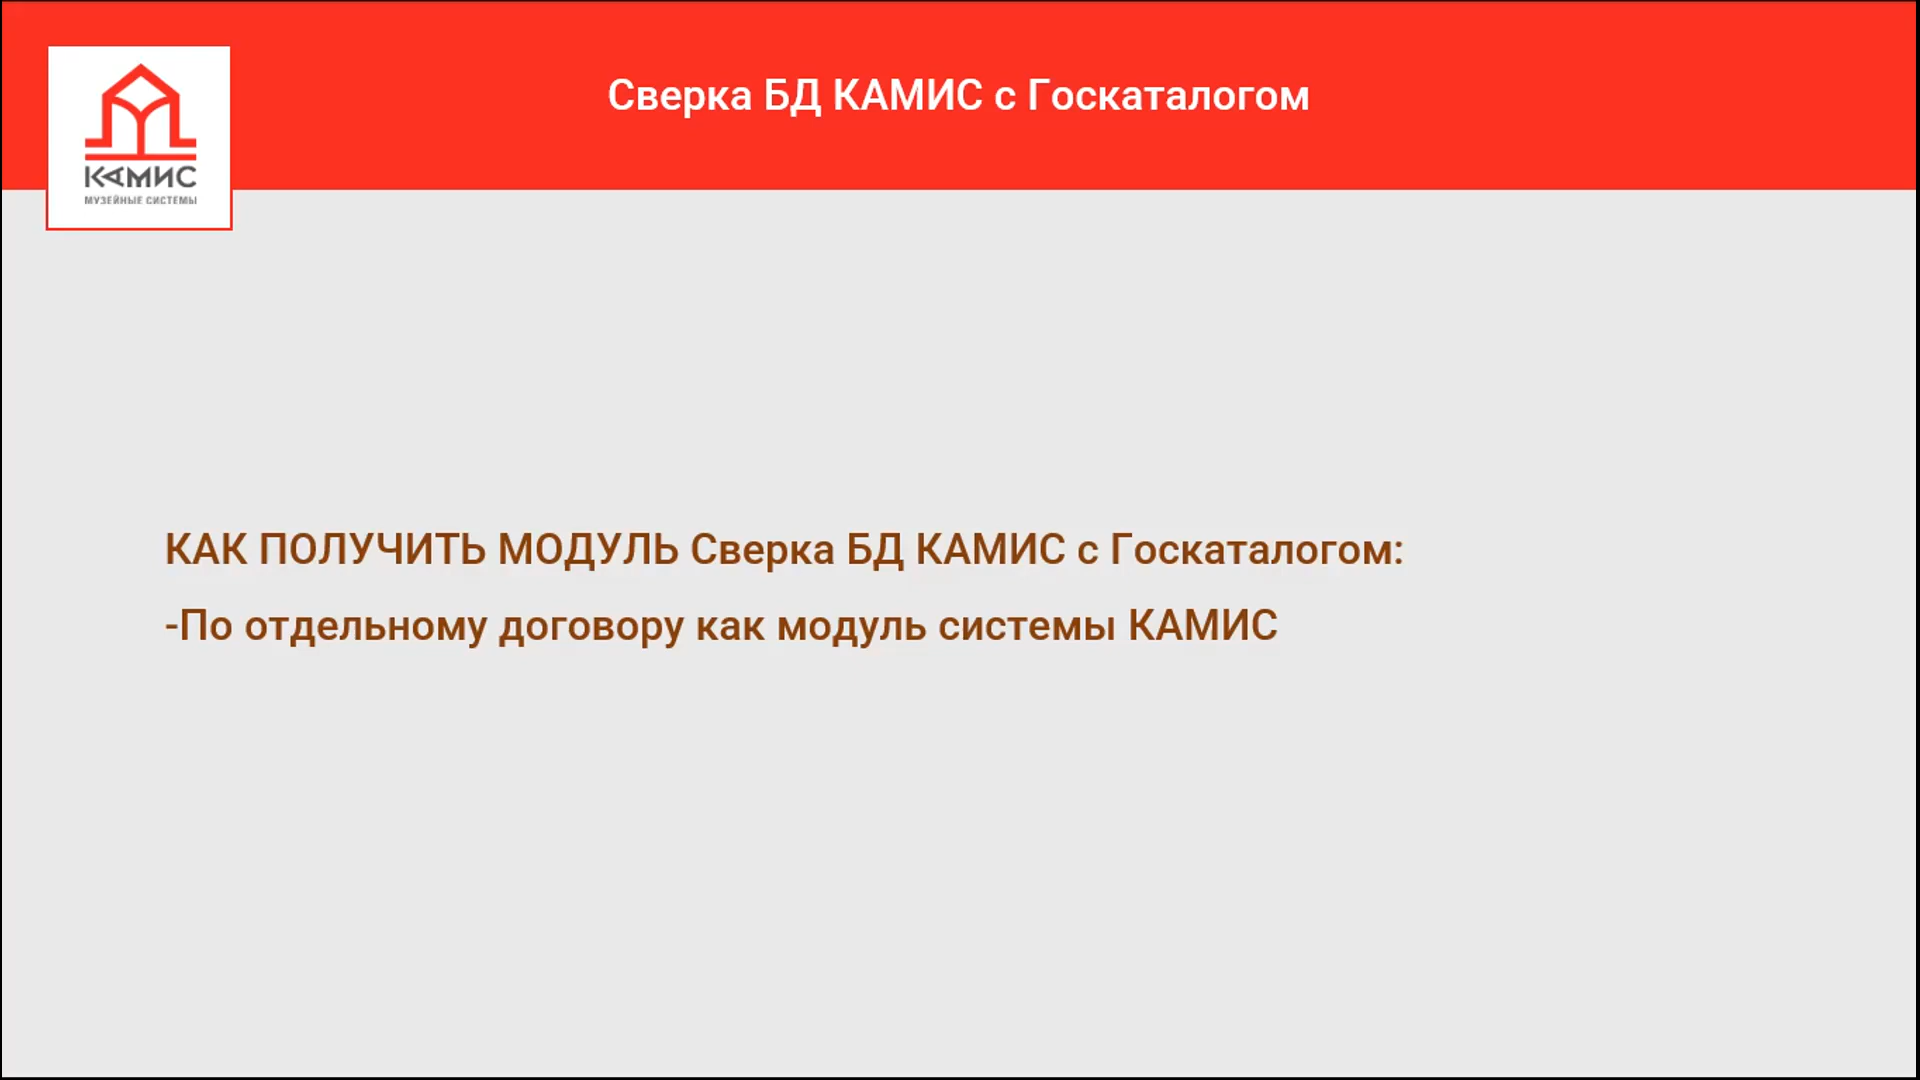 Сверка БД КАМИС с Госкаталогом
КАМИС
МУЗЕЙНЫЕ СИСТЕМЫ
КАК ПОЛУЧИТЬ МОДУЛЬ Сверка БД КАМИС с Госкаталогом:
-По отдельному договору как модуль системы КАМИС